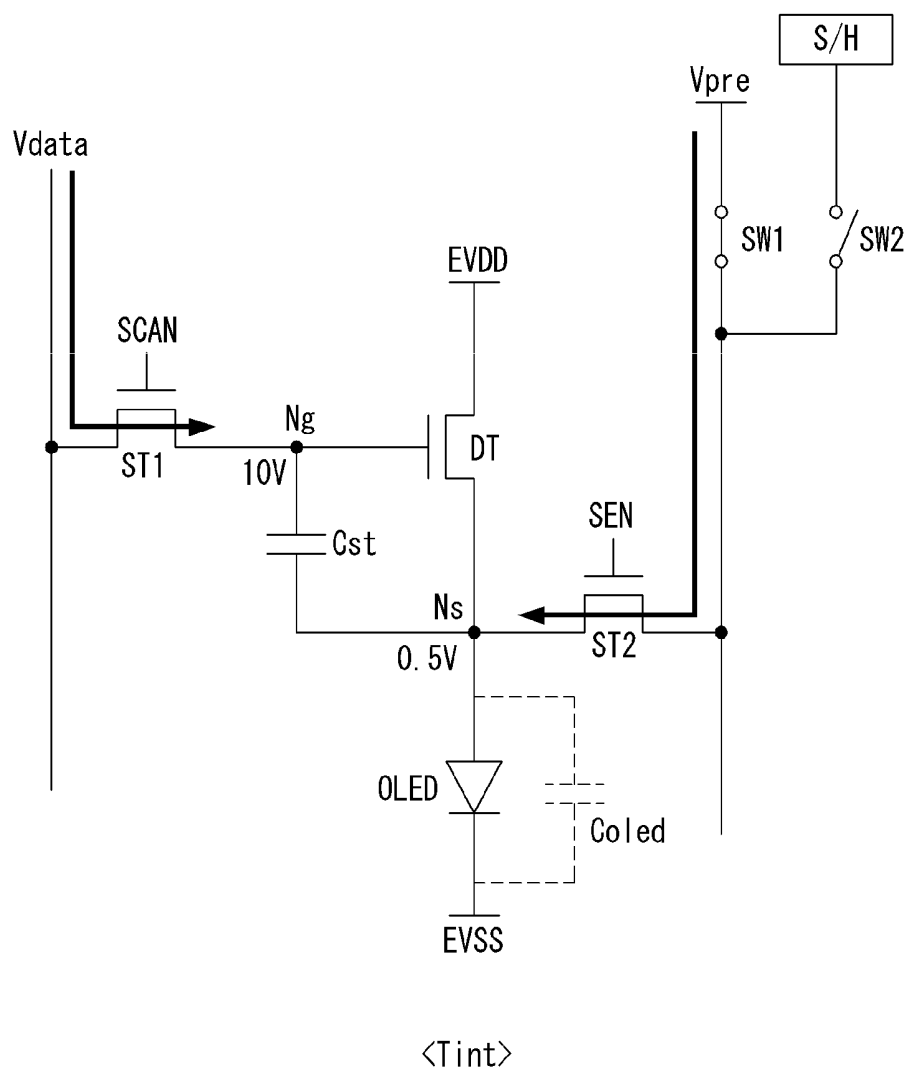 S/H
Vpre
Vdata
SW1
SW2
EVDD
SCAN
Ng
DT
ST1
10V
SEN
Cst
Ns
ST2
0.5V
OLED
Coled
EVSS
<Tint>